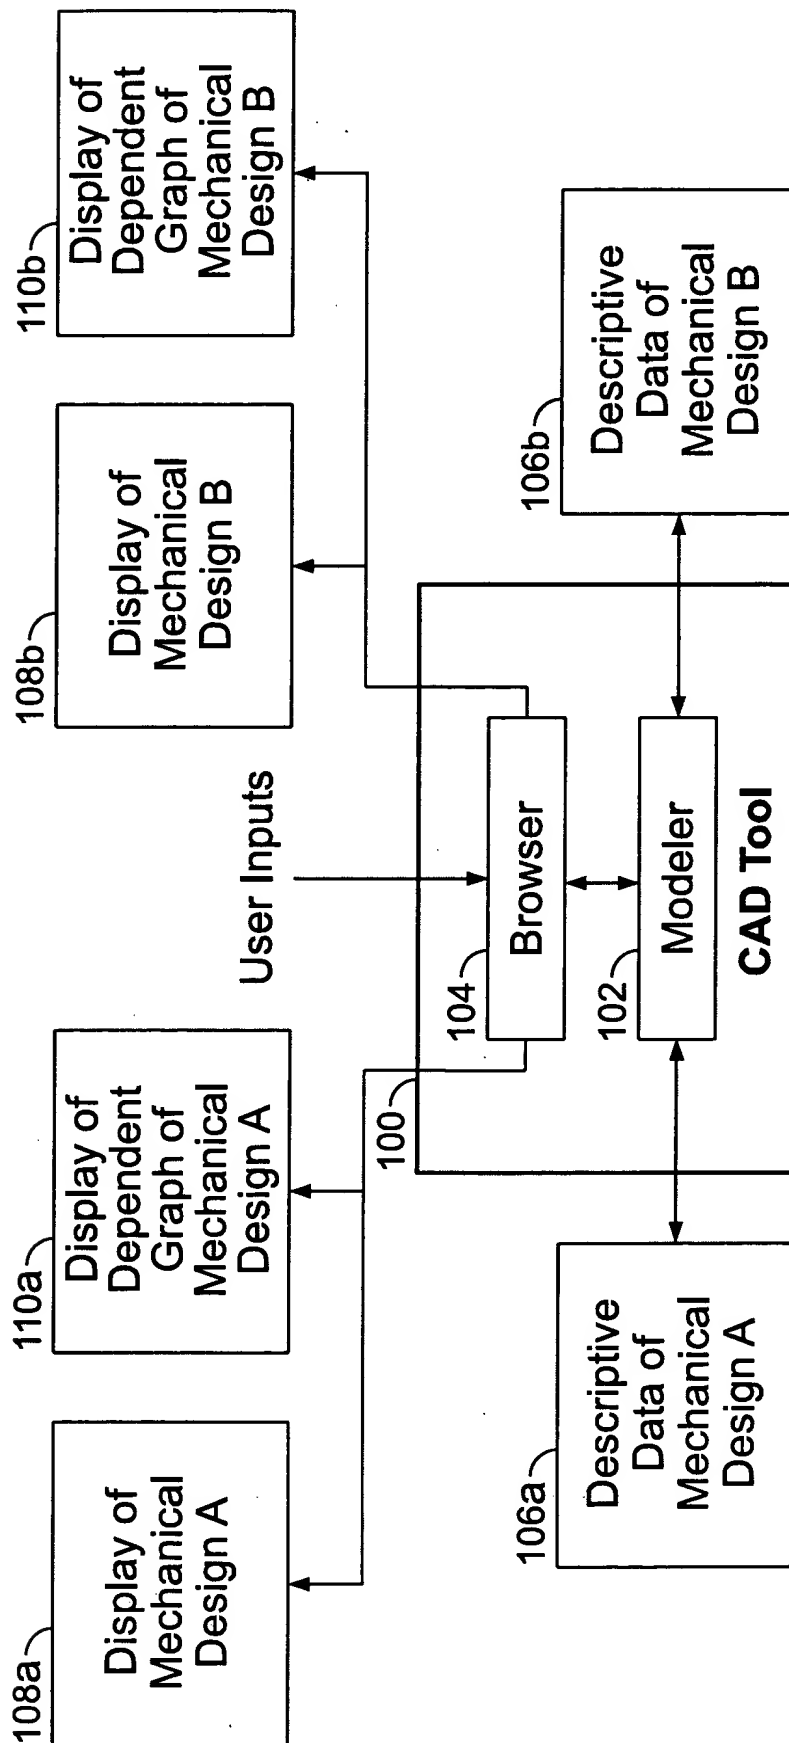 108a
Display of
Mechanical
Design A
110a
Display of
Dependent
Graph of
Mechanical
Design A
User Inputs
108b
Display of
Mechanical
Design B
110b
Display of
Dependent
Graph of
Mechanical
Design B
100
104
Browser
102
Modeler
CAD Tool
106a
Descriptive
Data of
Mechanical
Design A
106b
Descriptive
Data of
Mechanical
Design B